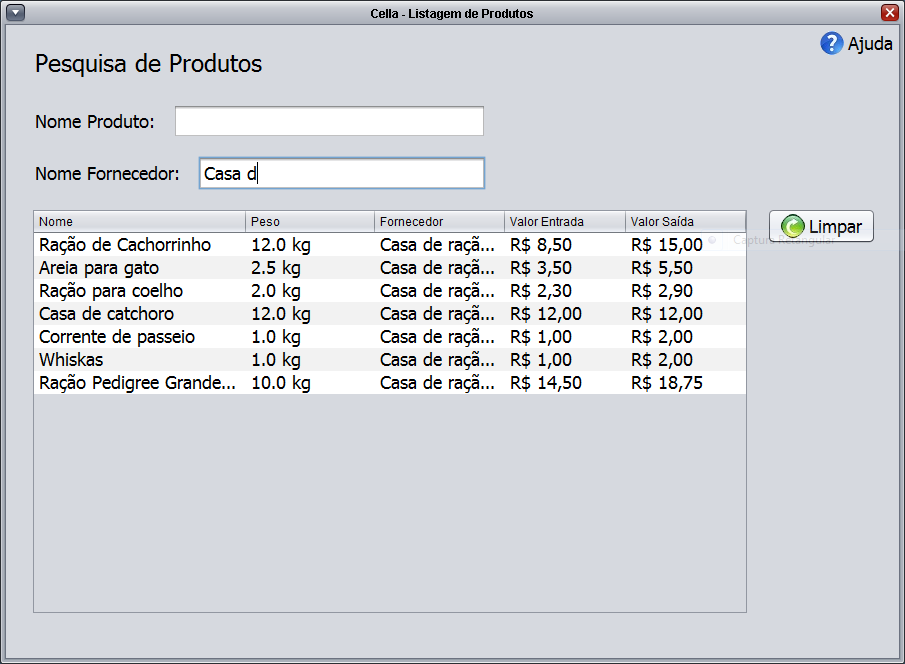 Cella - Listagem de Produtos
Ajuda
Pesquisa de Produtos
Nome Produto:
Nome Fornecedor: Casa d
Nome Peso Fornecedor Valor Entrada Valor Saída
Limpar
Captura Retangular
Ração de Cachorrinho 12.0 kg Casa de raçã... R$ 8,50 R$ 15,00
Areia para gato 2.5 kg Casa de raçã... R$ 3,50 R$ 5,50
Ração para coelho 2.0 kg Casa de raçã... R$ 2,30 R$ 2,90
Casa de catchoro 12.0 kg Casa de raçã... R$ 12,00 R$ 12,00
Corrente de passeio 1.0 kg Casa de raçã... R$ 1,00 R$ 2,00
Whiskas 1.0 kg Casa de raçã... R$ 1,00 R$ 2,00
Ração Pedigree Grande... 10.0 kg Casa de raçã... R$ 14,50 R$ 18,75